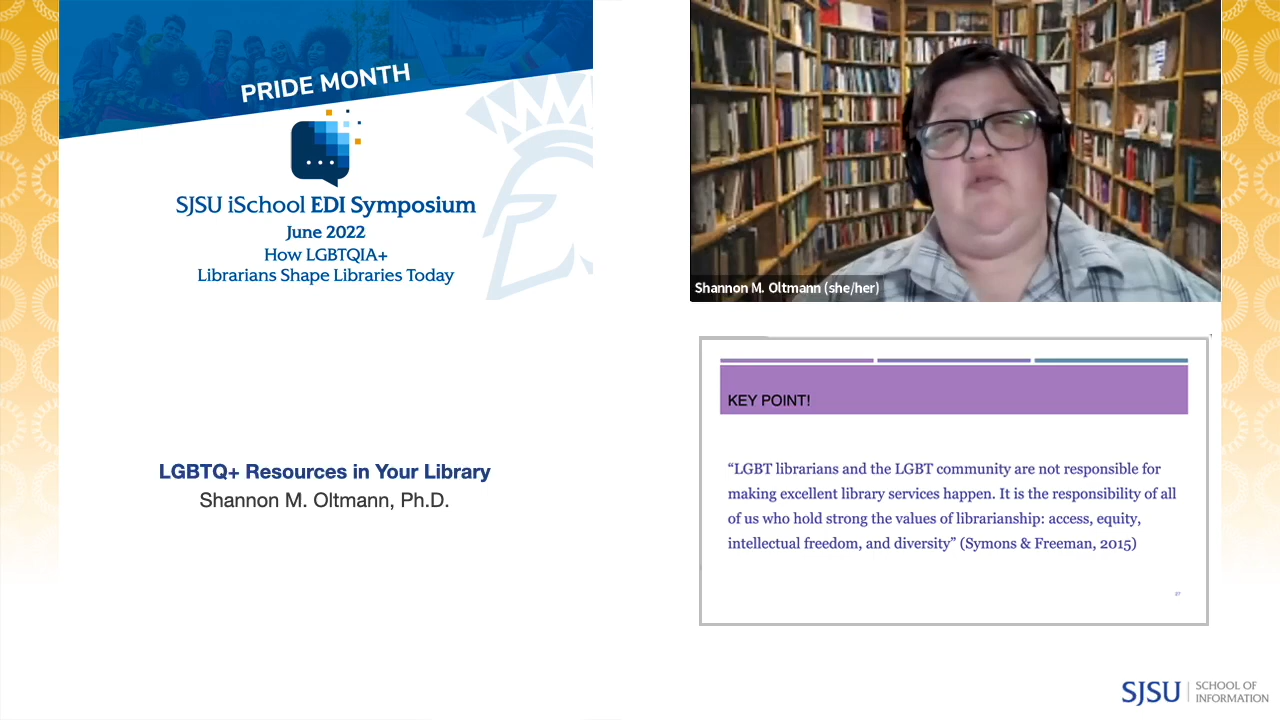 PRIDE MONTH
SJSU iSchool EDI Symposium
June 2022
How LGBTQIA+
Librarians Shape Libraries Today
LGBTQ+ Resources in Your Library
Shannon M. Oltmann, Ph.D.
Shannon M. Oltmann (she/her)
KEY POINT!
“LGBT librarians and the LGBT community are not responsible for
making excellent library services happen. It is the responsibility of all
of us who hold strong the values of librarianship: access, equity,
intellectual freedom, and diversity” (Symons & Freeman, 2015)
SJSU SCHOOL OF
INFORMATION